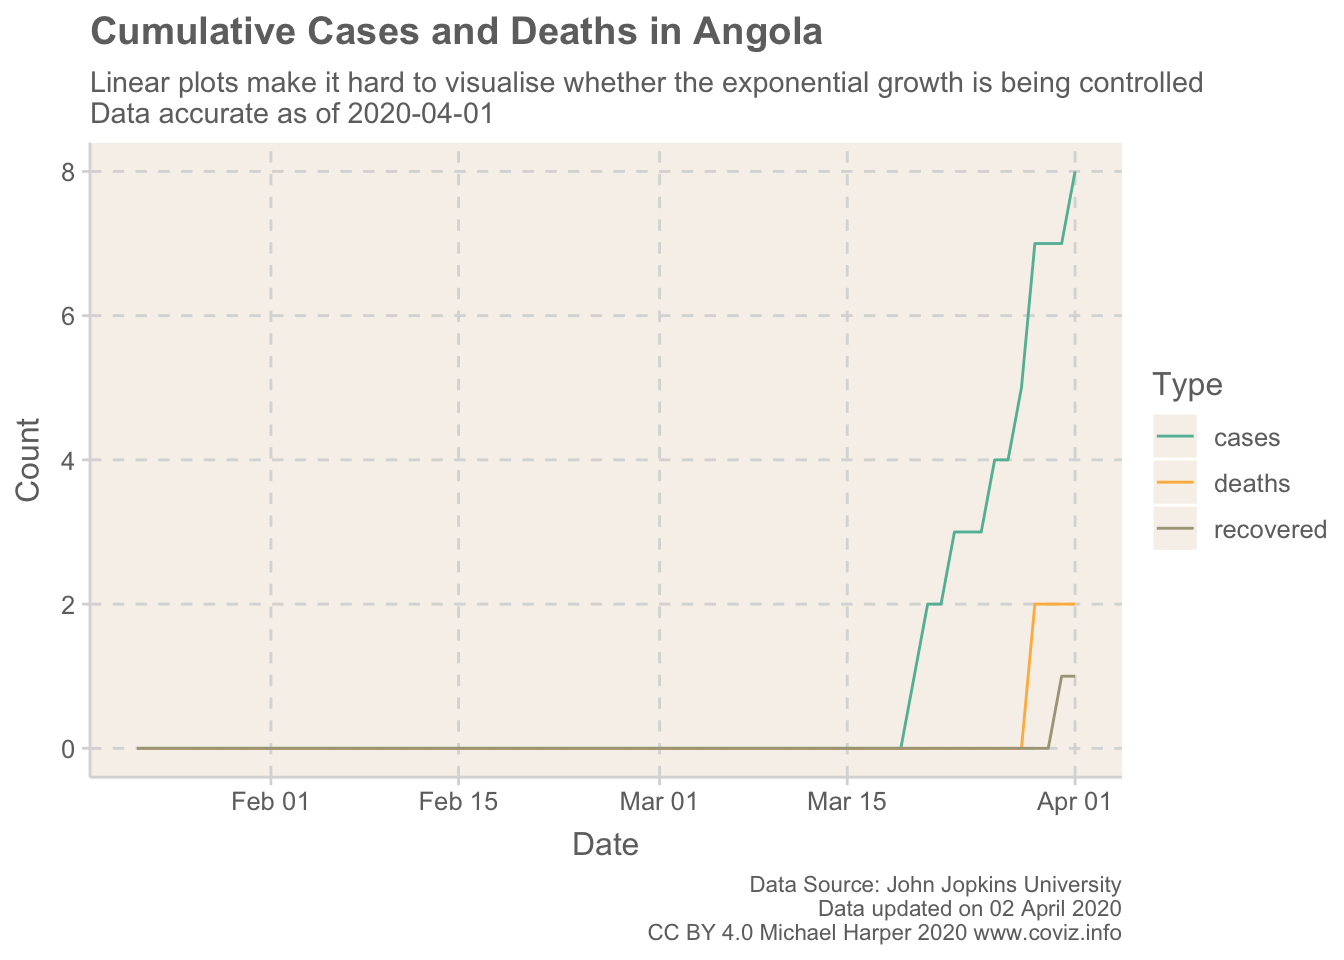 Cumulative Cases and Deaths in Angola
Linear plots make it hard to visualise whether the exponential growth is being controlled
Data accurate as of 2020-04-01
8
6
4
2
0
Count
Feb 01
Feb 15
Mar 01
Mar 15
Apr 01
Date
Type
cases
deaths
recovered
Data Source: John Jopkins University
Data updated on 02 April 2020
CC BY 4.0 Michael Harper 2020 www.coviz.info